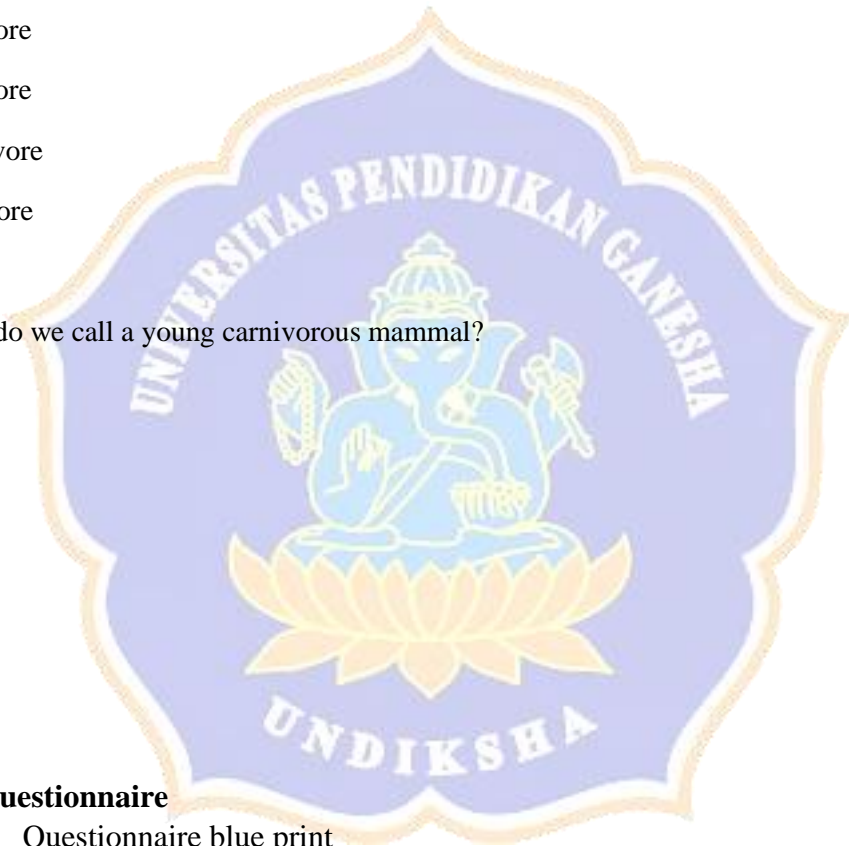 ore
ore
vore
ore
UNIVERSITAS PENDIDIKAN GANESHA
do we call a young carnivorous mammal?
UNDIKSHA
uestionnaire
Questionnaire blue print